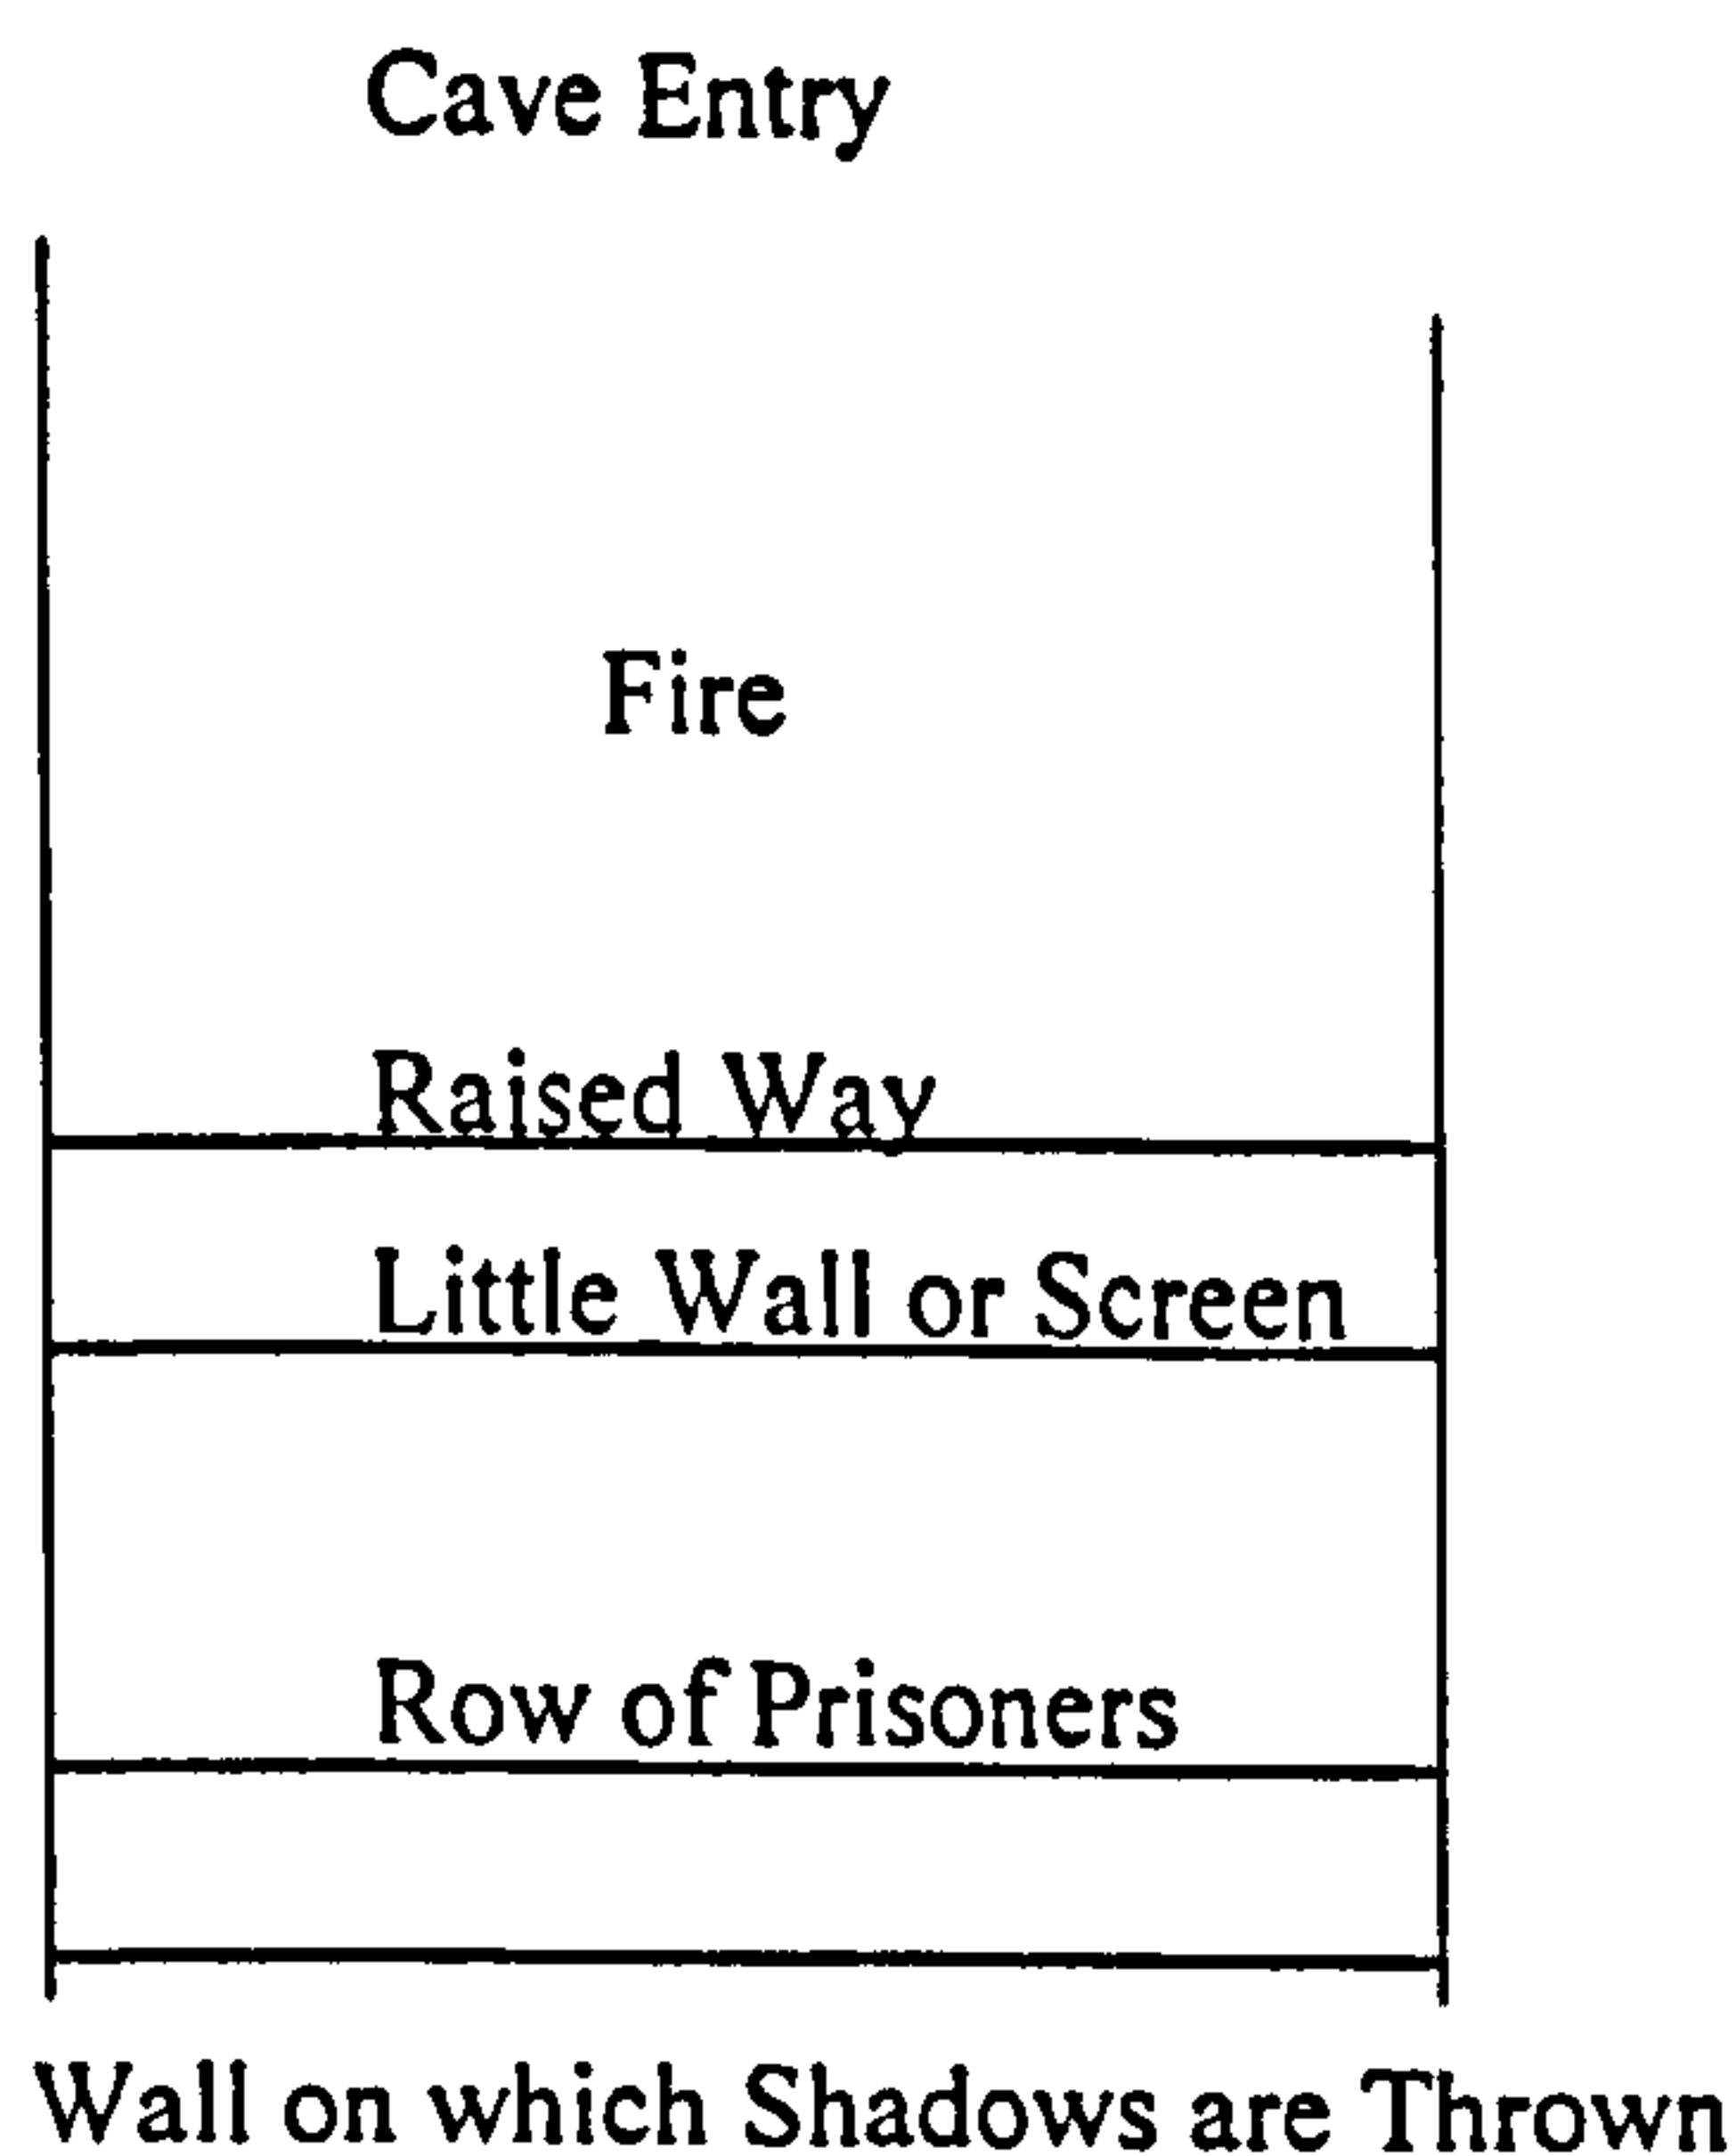 Cave Entry
Fire
Raised Way
Little Wall or Screen
Row of Prisoners
Wall on which Shadows are Thrown